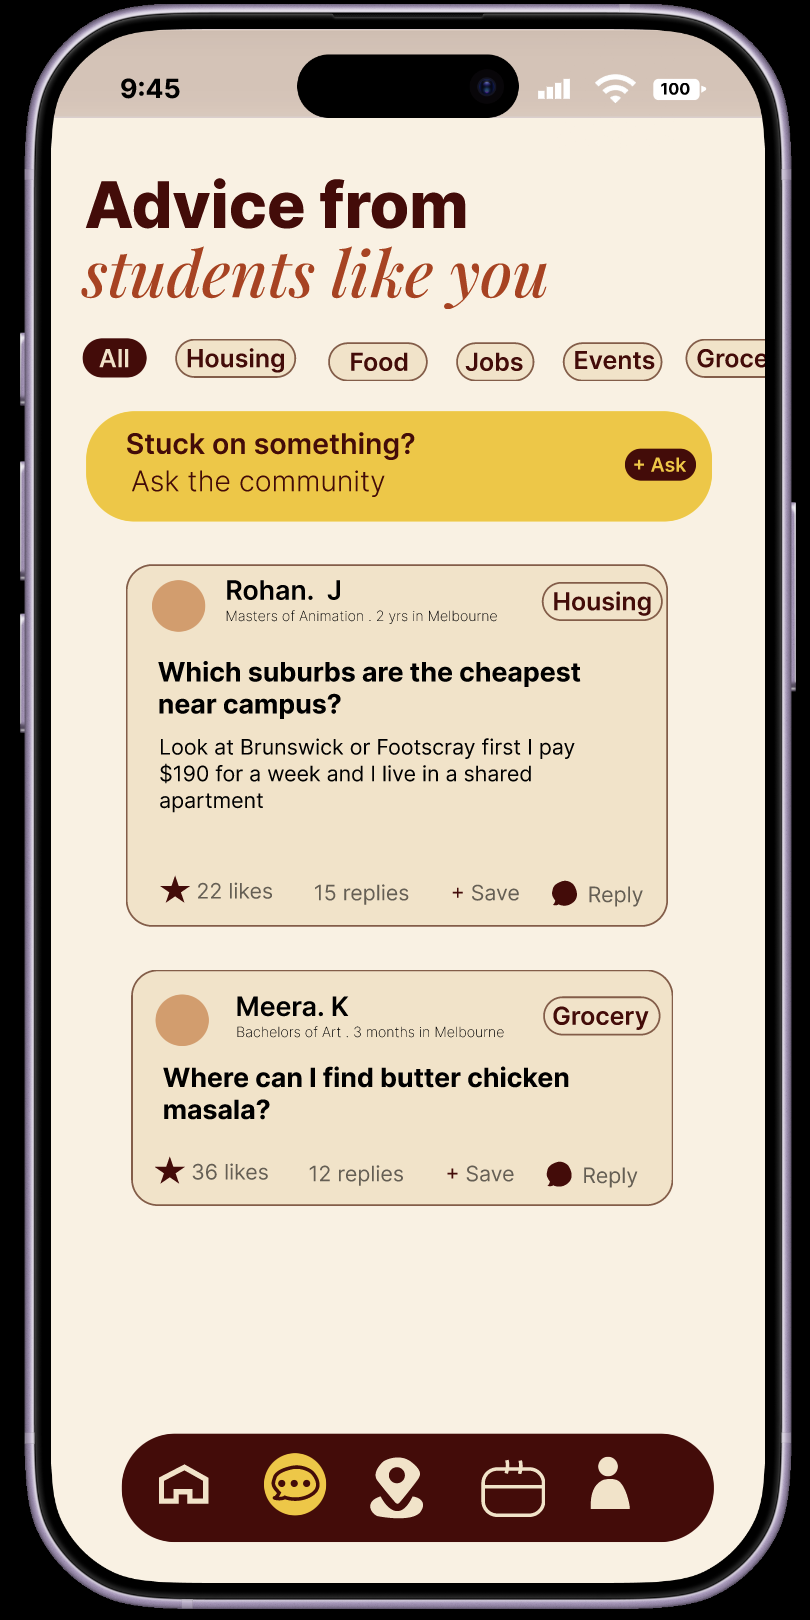 9:45
100
Advice from
students like you
All Housing Food Jobs Events Groce
Stuck on something?
Ask the community
+ Ask
Rohan. J
Masters of Animation . 2 yrs in Melbourne
Housing
Which suburbs are the cheapest
near campus?
Look at Brunswick or Footscray first I pay
$190 for a week and I live in a shared
apartment
22 likes 15 replies + Save Reply
Meera. K
Bachelors of Art . 3 months in Melbourne
Grocery
Where can I find butter chicken
masala?
36 likes 12 replies + Save Reply